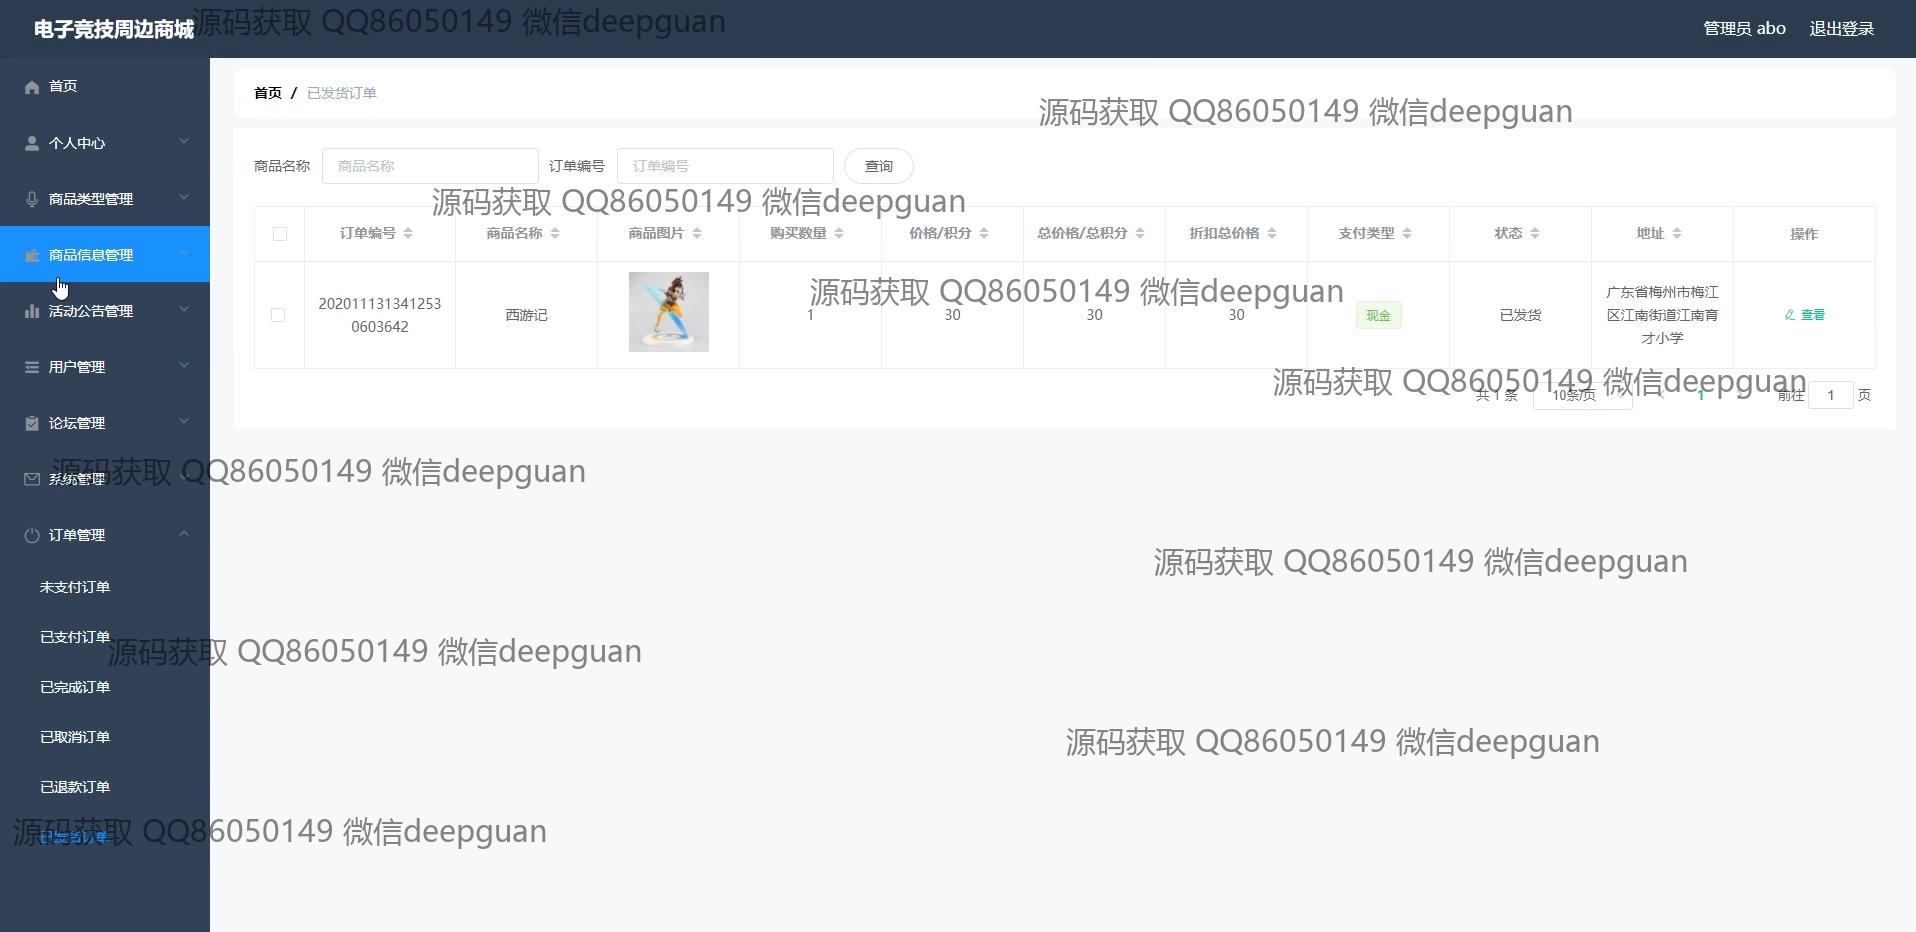 电子竞技周边商城
源码获取 QQ86050149 微信deepguan
管理员 abo
退出登录
首页
个人中心
商品类型管理
商品信息管理
活动公告管理
用户管理
论坛管理
系统管理
订单管理
未支付订单
已支付订单
已完成订单
已取消订单
已退款订单
已发货订单
首页 / 已发货订单
源码获取 QQ86050149 微信deepguan
商品名称 商品名称 订单编号 订单编号 查询
源码获取 QQ86050149 微信deepguan
订单编号 商品名称 商品图片 购买数量 价格/积分 总价格/总积分 折扣总价格 支付类型 状态 地址 操作
源码获取 QQ86050149 微信deepguan
202011131341253
0603642
西游记
1
30
30
30
现金
已发货
广东省梅州市梅江
区江南街道江南育
才小学
查看
源码获取 QQ86050149 微信deepguan
共 1 条 10条/页 1 前往 1 页
源码获取 QQ86050149 微信deepguan
源码获取 QQ86050149 微信deepguan
源码获取 QQ86050149 微信deepguan
源码获取 QQ86050149 微信deepguan
源码获取 QQ86050149 微信deepguan